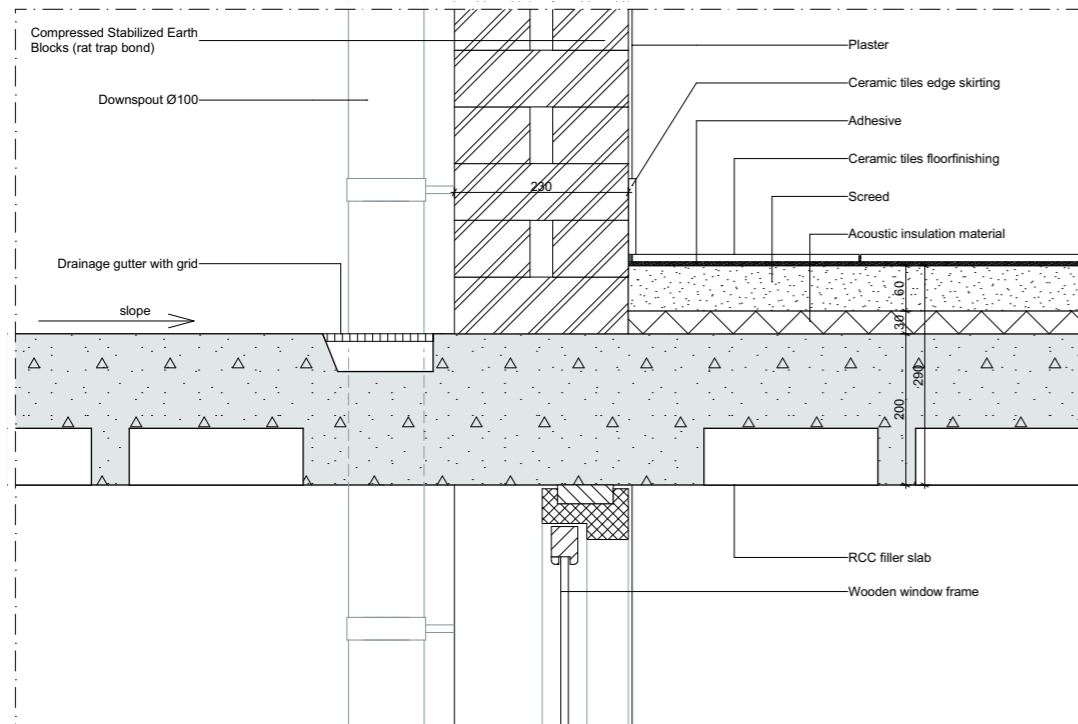 Compressed Stabilized Earth
Blocks (rat trap bond)
Downspout Ø100
Drainage gutter with grid
slope
230
Plaster
Ceramic tiles edge skirting
Adhesive
Ceramic tiles floorfinishing
Screed
Acoustic insulation material
60
30
290
200
RCC filler slab
Wooden window frame